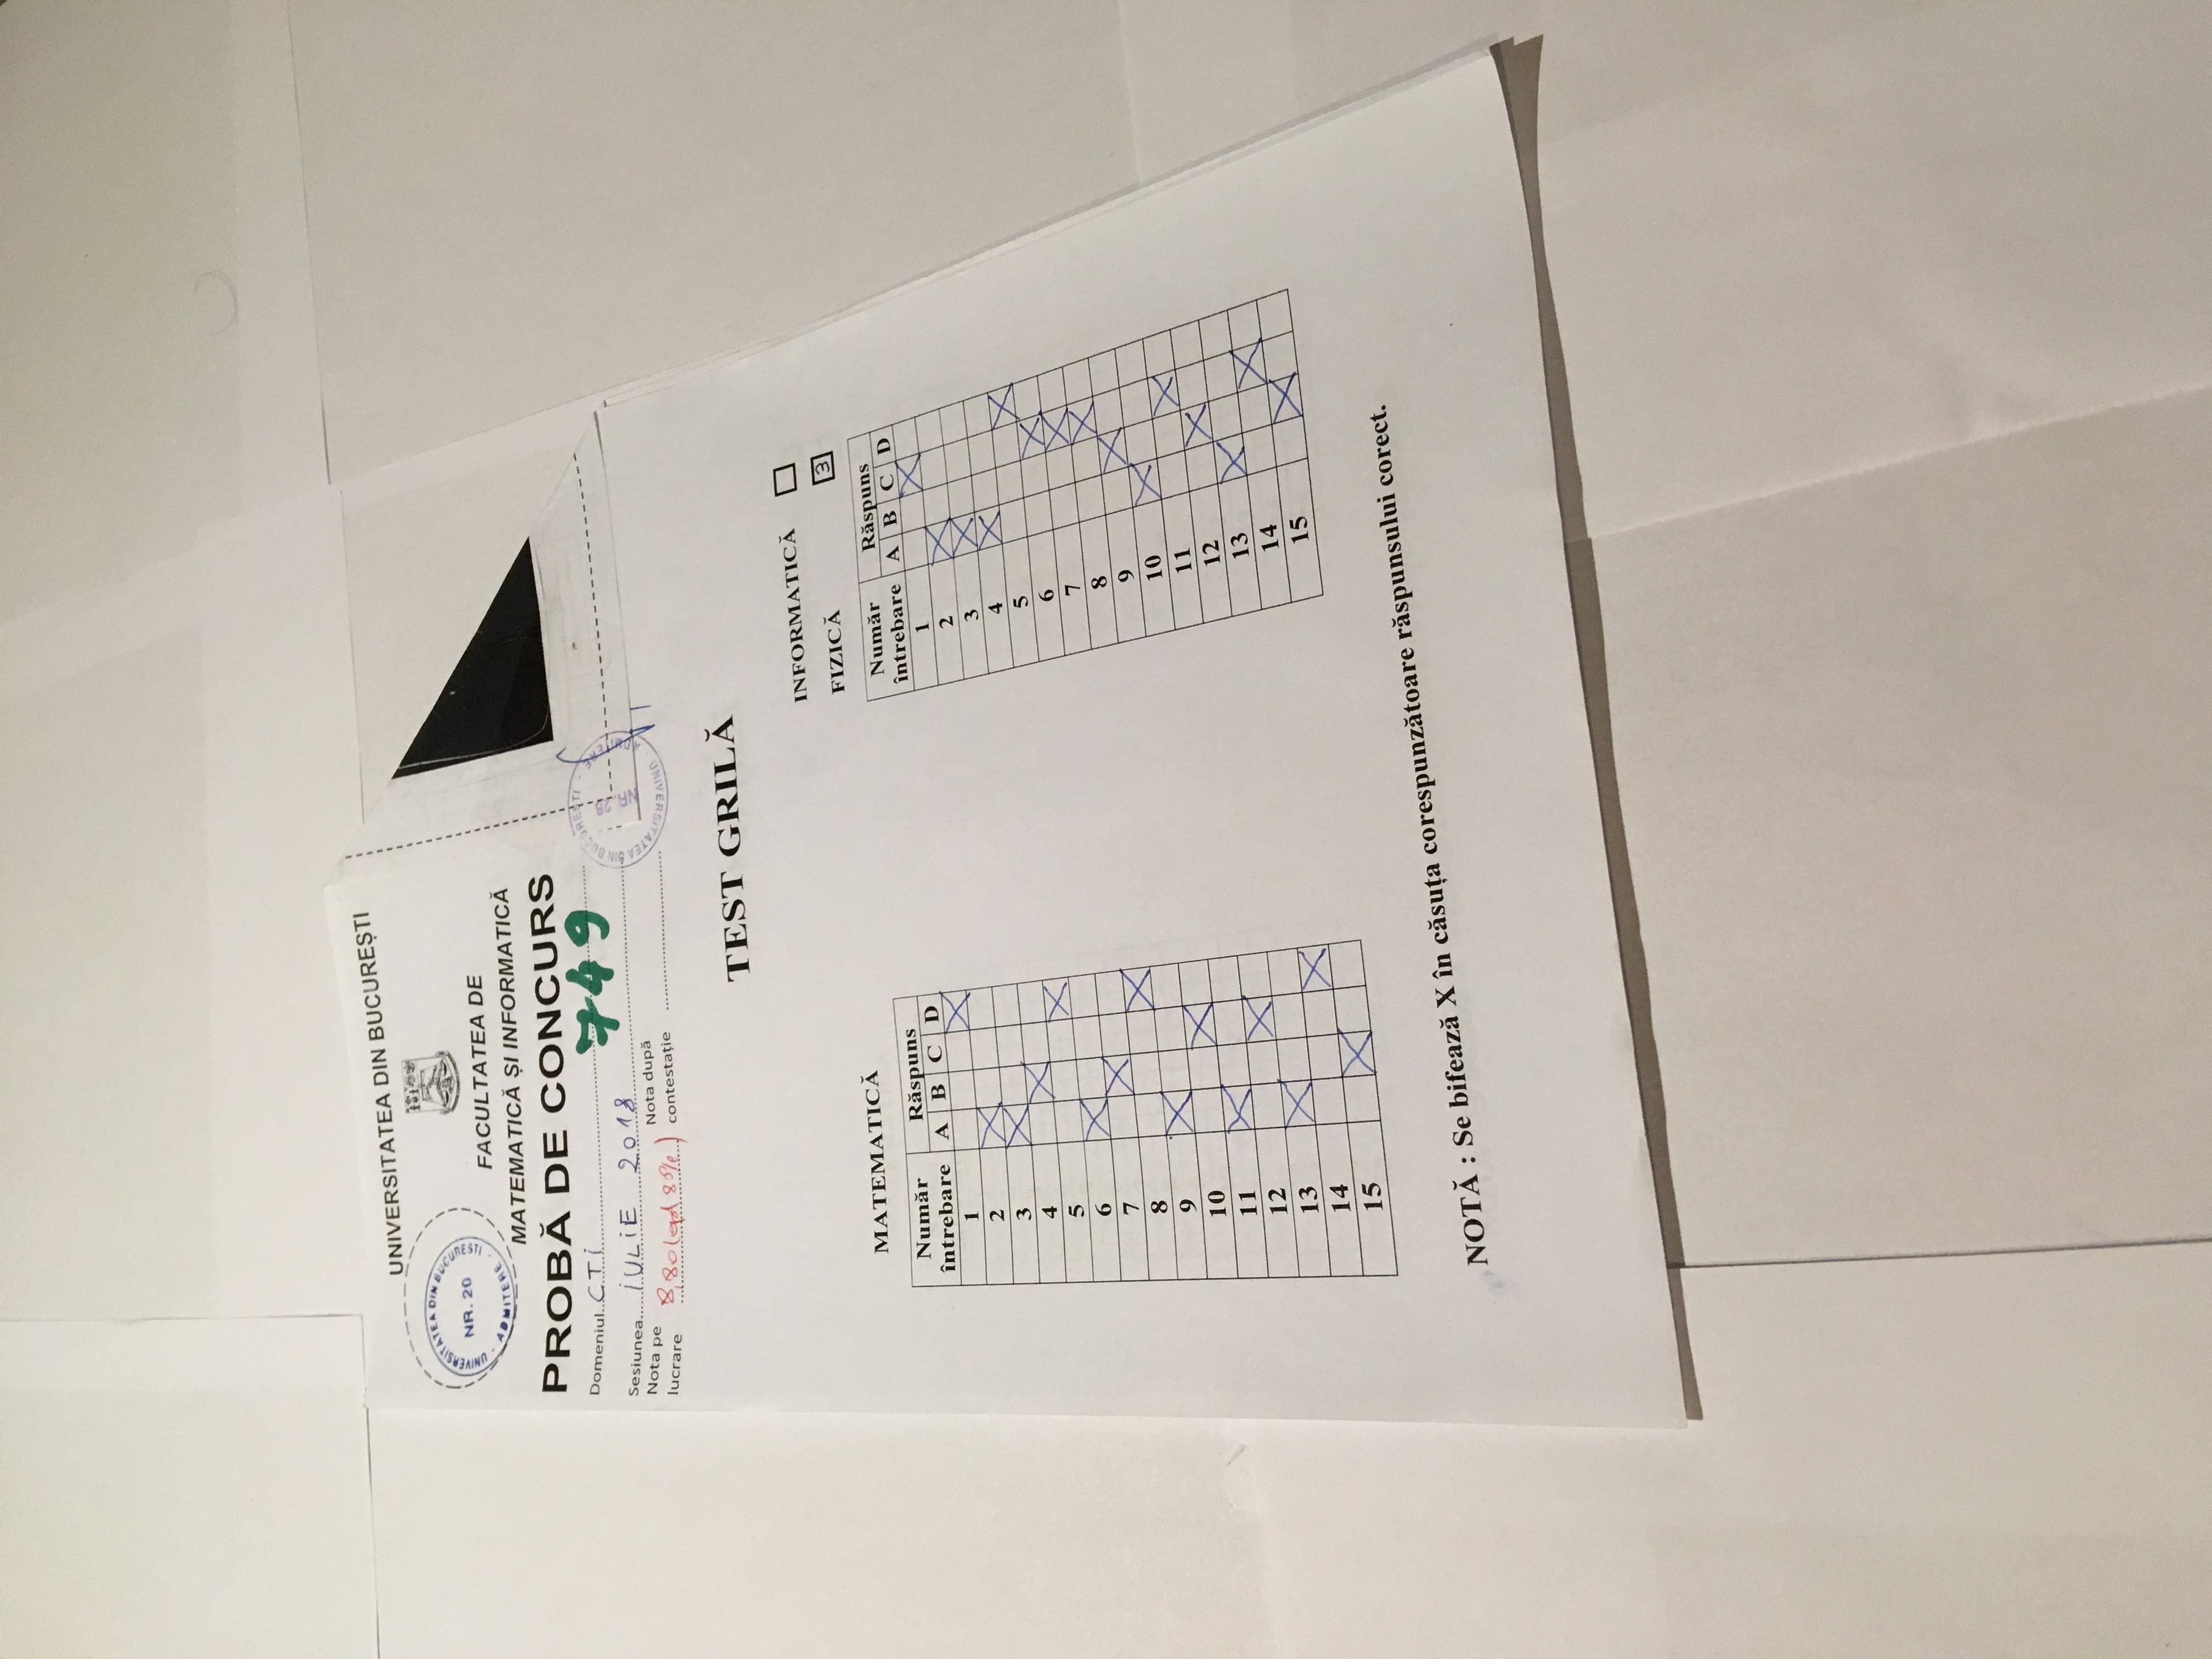 UNIVERSITATEA DIN BUCUREȘTI
UNIVERSITATEA DIN BUCUREȘTI
NR. 20
ADMITERE
FACULTATEA DE
MATEMATICĂ ȘI INFORMATICĂ
PROBĂ DE CONCURS
Domeniul CTI
749
Sesiunea IULIE 2018
Nota pe lucrare 8,80 (opt
Nota după contestație
UNIVERSITATEA DIN BUCUREȘTI
NR. 28
ADMITERE
TEST GRILĂ
MATEMATICĂ
Număr întrebare Răspuns
A B C D
1 X
2 X
3 X
4 X
5 X
6 X
7 X
8 X
9 X
10 X
11 X
12 X
13 X
14 X
15 X
INFORMATICĂ
FIZICĂ 3
Număr întrebare Răspuns
A B C D
1 X
2 X
3 X
4 X
5 X
6 X
7 X
8 X
9 X
10 X
11 X
12 X
13 X
14 X
15 X
NOTĂ : Se bifează X în căsuța corespunzătoare răspunsului corect.